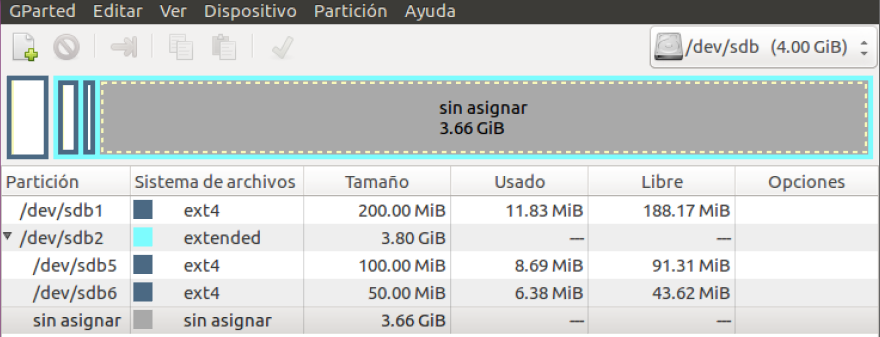 GParted Editar Ver Dispositivo Partición Ayuda
/dev/sdb (4.00 GiB)
sin asignar
3.66 GiB
Partición Sistema de archivos Tamaño Usado Libre Opciones
/dev/sdb1 ext4 200.00 MiB 11.83 MiB 188.17 MiB
/dev/sdb2 extended 3.80 GiB --- ---
/dev/sdb5 ext4 100.00 MiB 8.69 MiB 91.31 MiB
/dev/sdb6 ext4 50.00 MiB 6.38 MiB 43.62 MiB
sin asignar sin asignar 3.66 GiB --- ---